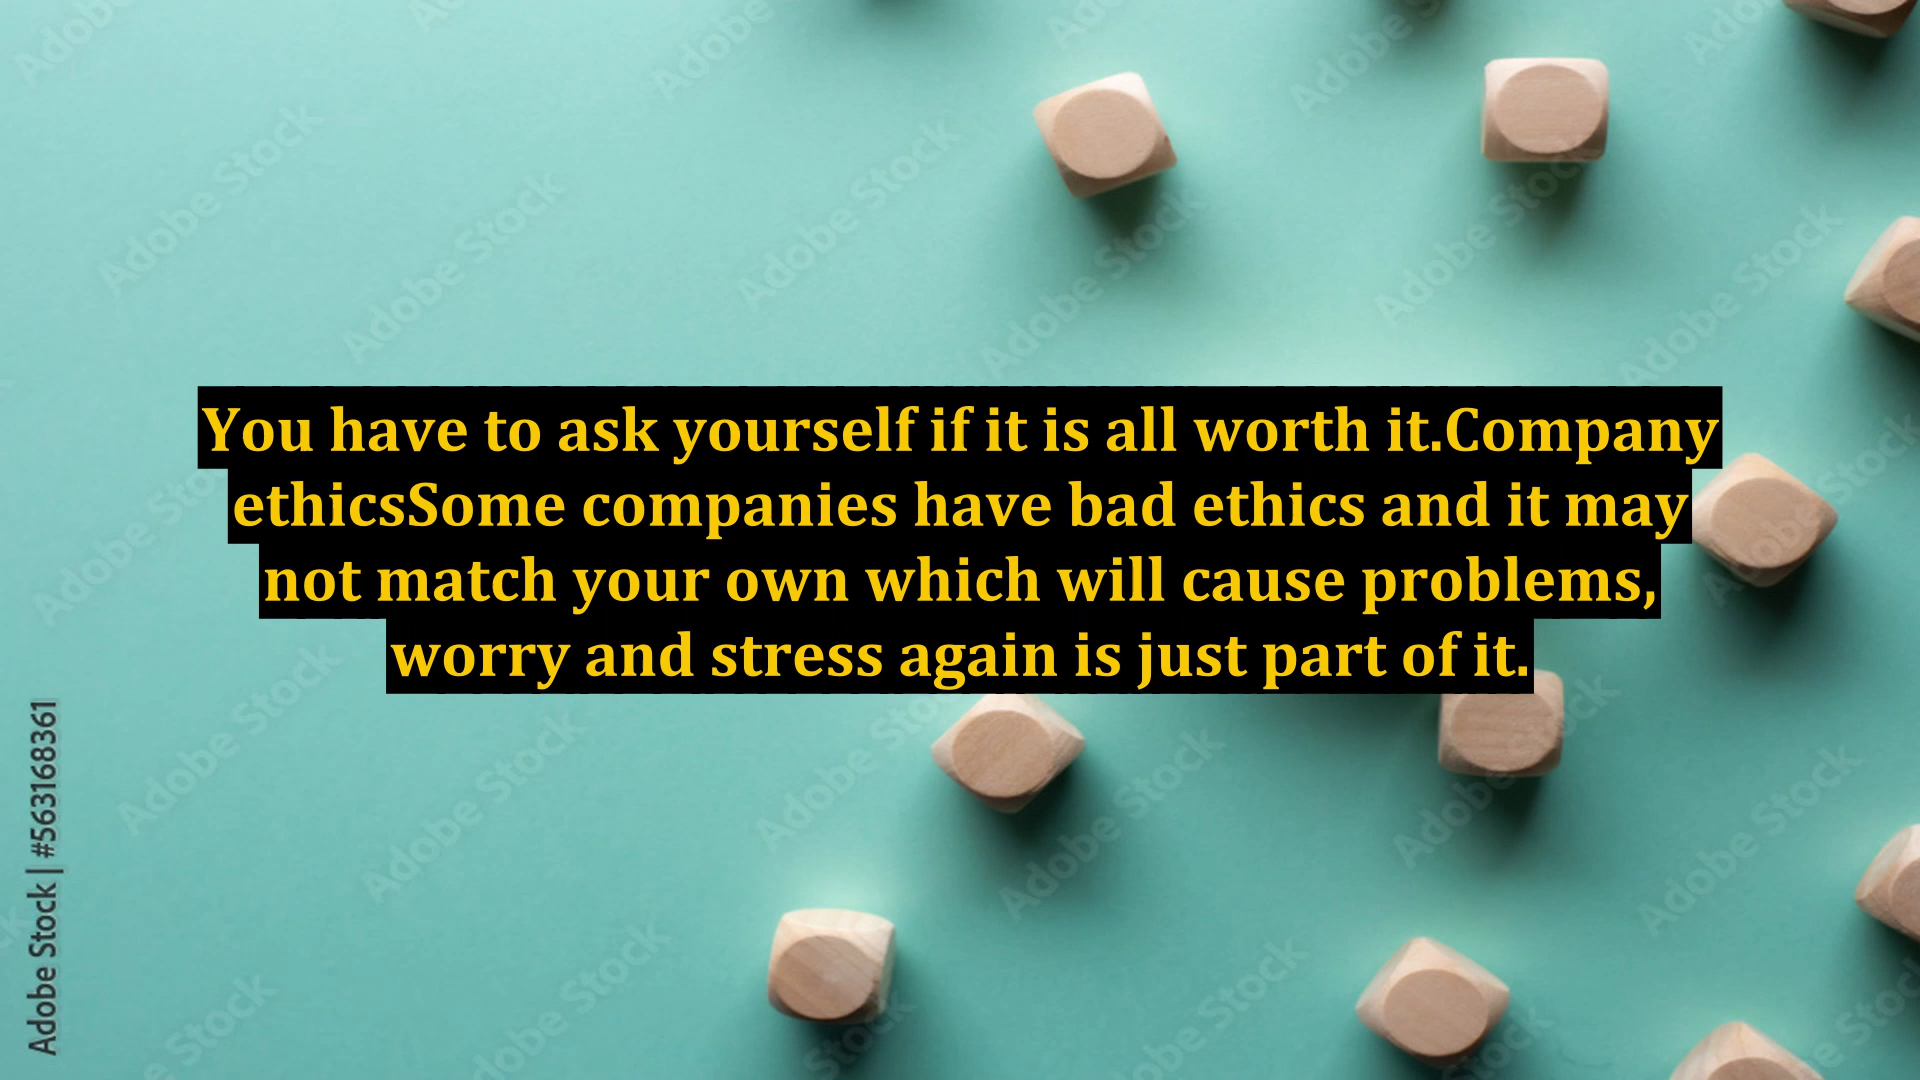 You have to ask yourself if it is all worth it.Company
ethicsSome companies have bad ethics and it may
not match your own which will cause problems,
worry and stress again is just part of it.
Adobe Stock | #563168361
Adobe Stock